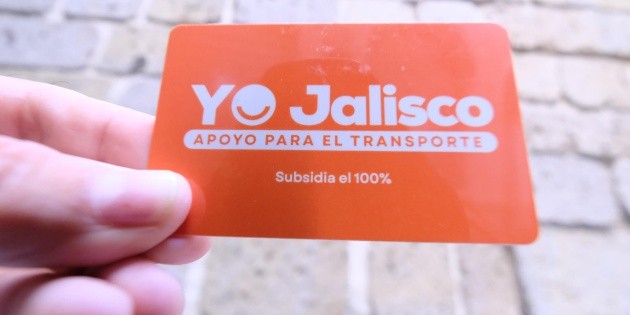 YO Jalisco
APOYO PARA EL TRANSPORTE
Subsidia el 100%